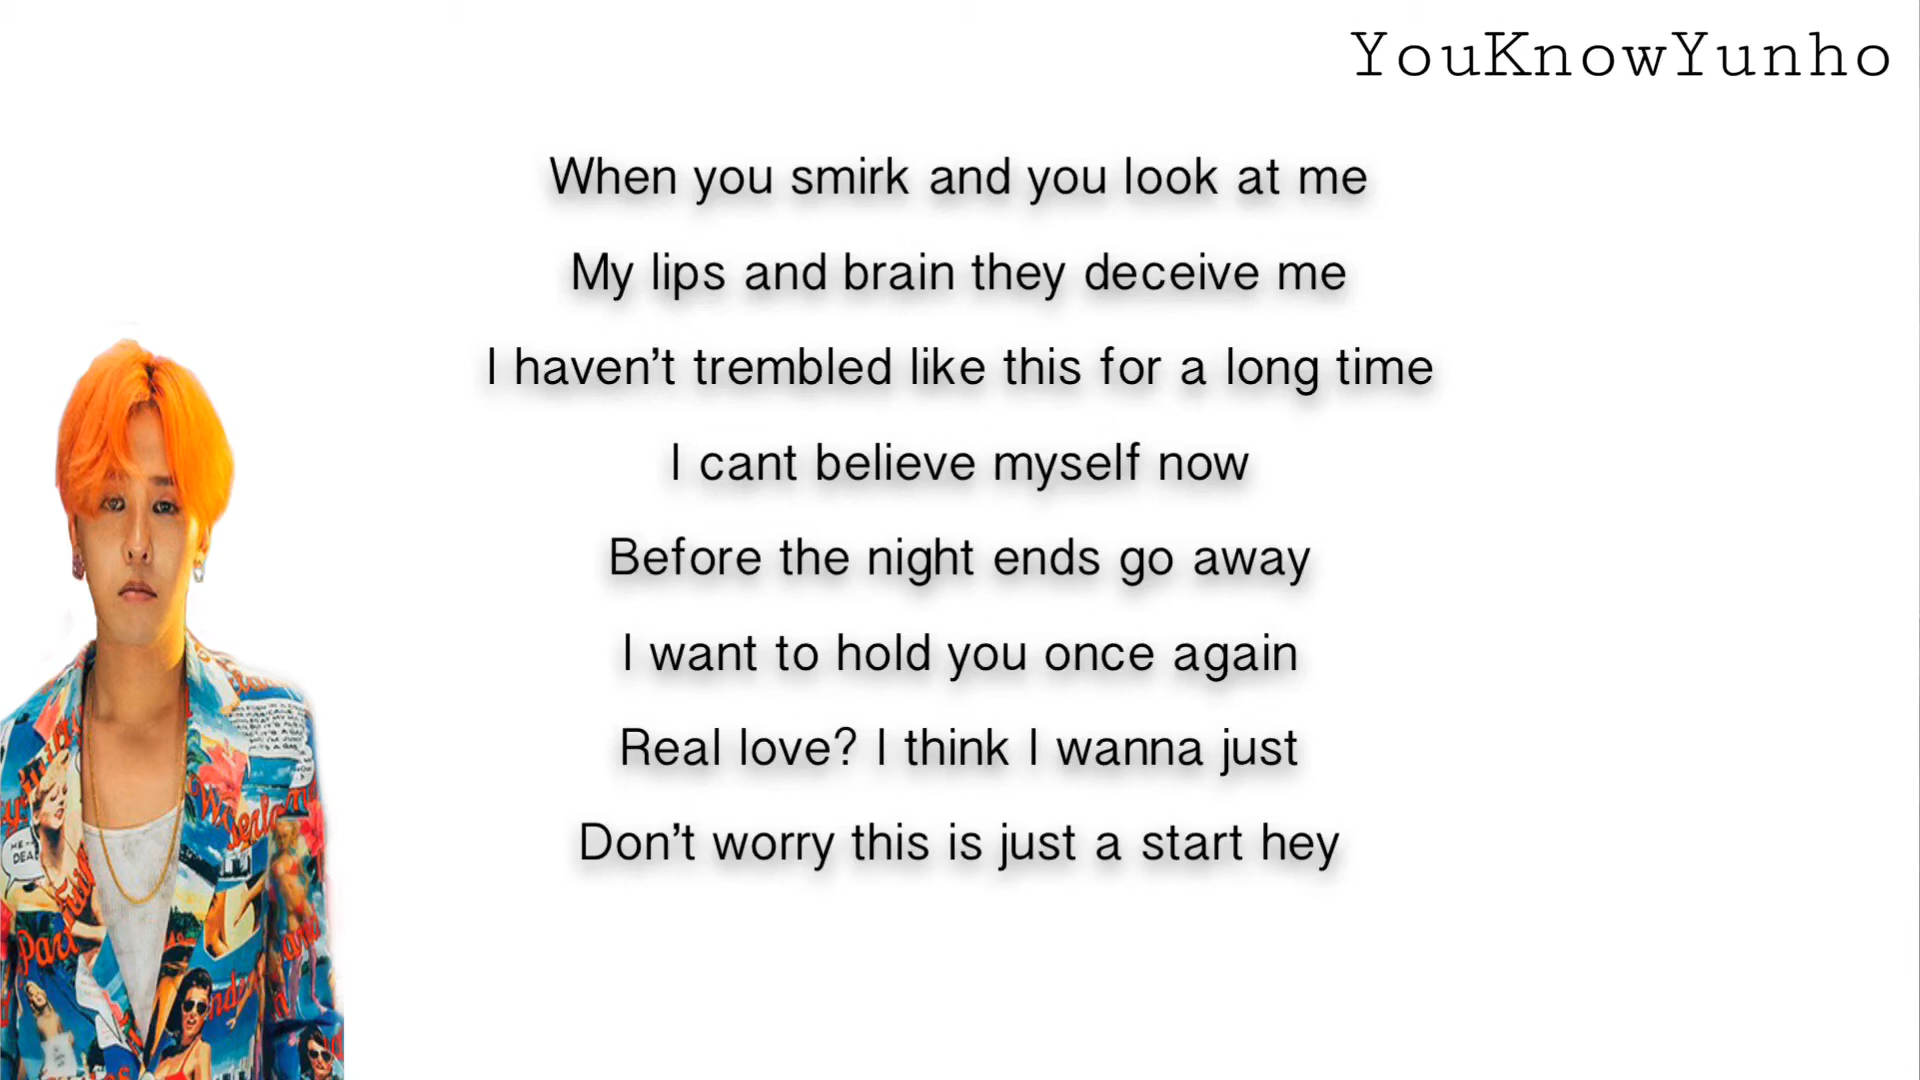 YouKnowYunho
When you smirk and you look at me
My lips and brain they deceive me
I haven’t trembled like this for a long time
I cant believe myself now
Before the night ends go away
I want to hold you once again
Real love? I think I wanna just
Don’t worry this is just a start hey
HE
DEA